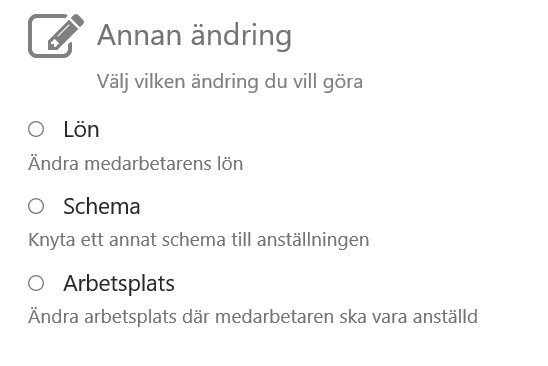 Annan ändring
Välj vilken ändring du vill göra
Lön
Ändra medarbetarens lön
Schema
Knyta ett annat schema till anställningen
Arbetsplats
Ändra arbetsplats där medarbetaren ska vara anställd